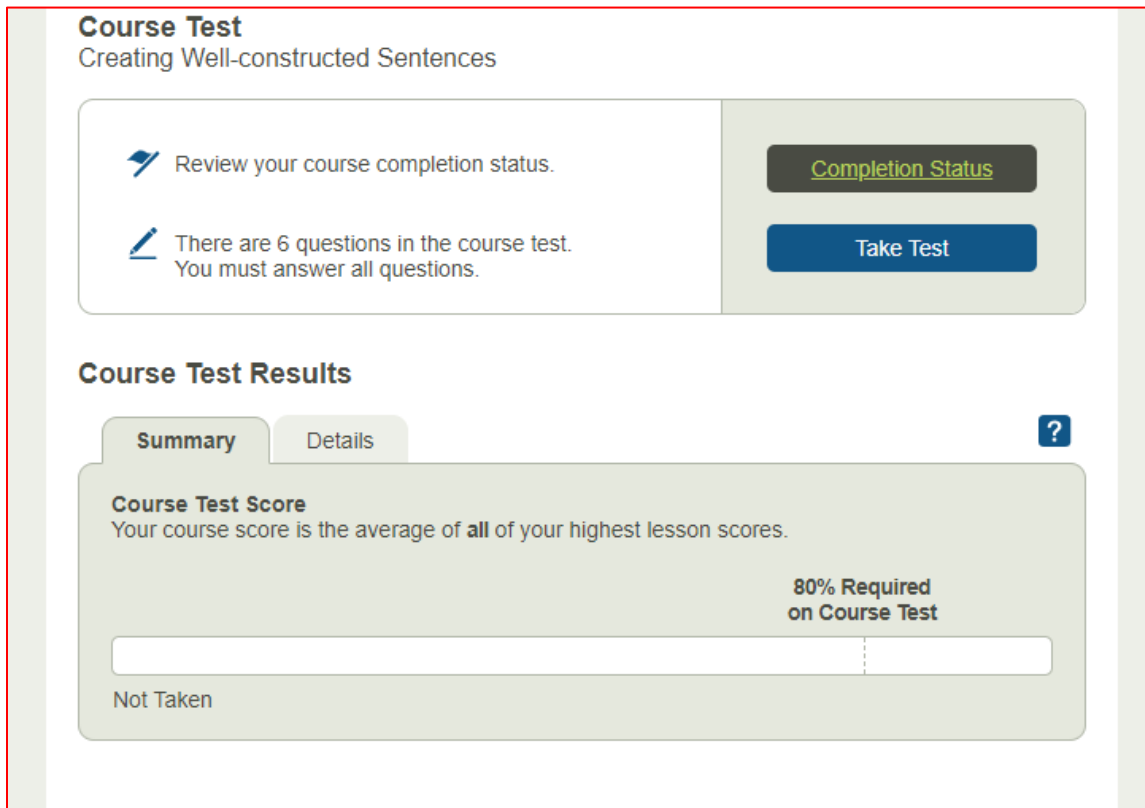 Course Test
Creating Well-constructed Sentences
Review your course completion status.
Completion Status
There are 6 questions in the course test.
You must answer all questions.
Take Test
Course Test Results
Summary
Details
?
Course Test Score
Your course score is the average of all of your highest lesson scores.
80% Required
on Course Test
Not Taken